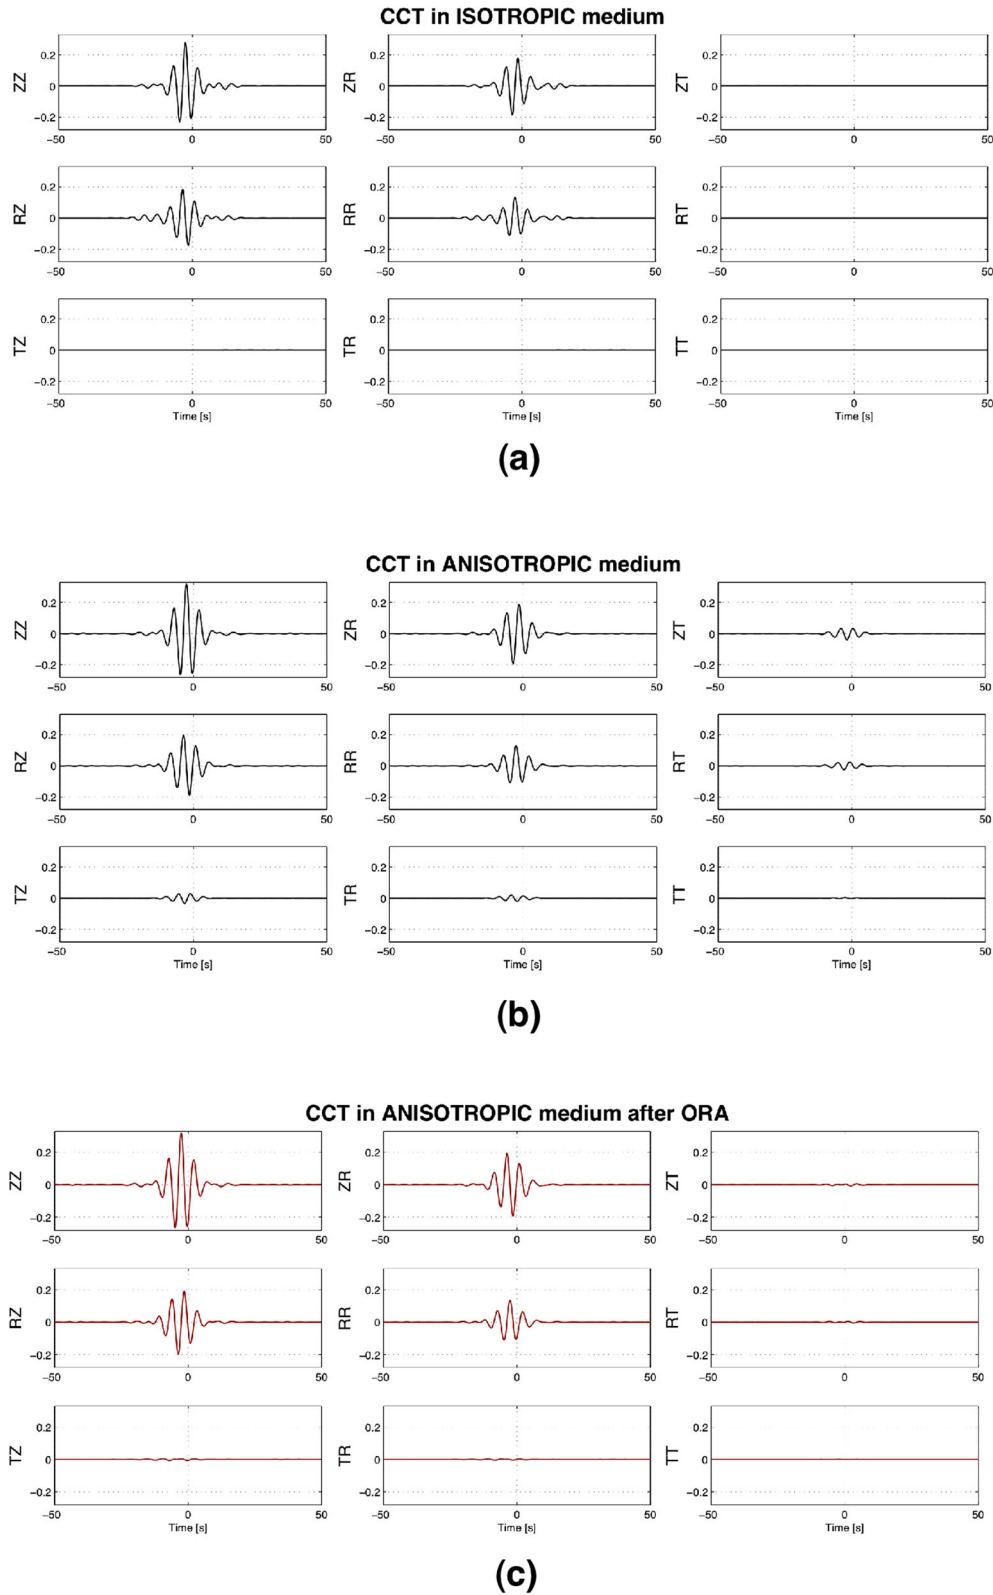 CCT in ISOTROPIC medium
ZZ 0.2 0 −0.2 −50 0 50
ZR 0.2 0 −0.2 −50 0 50
ZT 0.2 0 −0.2 −50 0 50
RZ 0.2 0 −0.2 −50 0 50
RR 0.2 0 −0.2 −50 0 50
RT 0.2 0 −0.2 −50 0 50
TZ 0.2 0 −0.2 −50 0 50 Time [s]
TR 0.2 0 −0.2 −50 0 50 Time [s]
TT 0.2 0 −0.2 −50 0 50 Time [s]
(a)
CCT in ANISOTROPIC medium
ZZ 0.2 0 −0.2 −50 0 50
ZR 0.2 0 −0.2 −50 0 50
ZT 0.2 0 −0.2 −50 0 50
RZ 0.2 0 −0.2 −50 0 50
RR 0.2 0 −0.2 −50 0 50
RT 0.2 0 −0.2 −50 0 50
TZ 0.2 0 −0.2 −50 0 50 Time [s]
TR 0.2 0 −0.2 −50 0 50 Time [s]
TT 0.2 0 −0.2 −50 0 50 Time [s]
(b)
CCT in ANISOTROPIC medium after ORA
ZZ 0.2 0 −0.2 −50 0 50
ZR 0.2 0 −0.2 −50 0 50
ZT 0.2 0 −0.2 −50 0 50
RZ 0.2 0 −0.2 −50 0 50
RR 0.2 0 −0.2 −50 0 50
RT 0.2 0 −0.2 −50 0 50
TZ 0.2 0 −0.2 −50 0 50 Time [s]
TR 0.2 0 −0.2 −50 0 50 Time [s]
TT 0.2 0 −0.2 −50 0 50 Time [s]
(c)